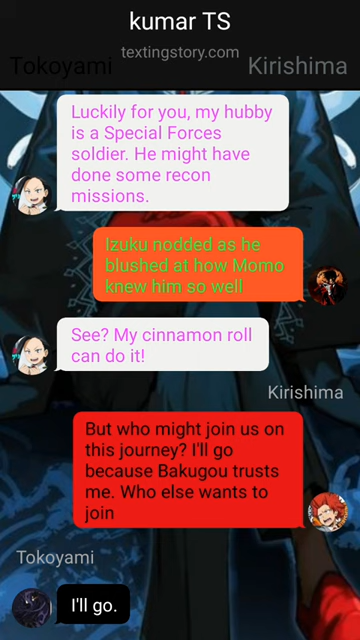 kumar TS
textingstory.com
Tokoyami
Kirishima
Luckily for you, my hubby
is a Special Forces
soldier. He might have
done some recon
missions.
Izuku nodded as he
blushed at how Momo
knew him so well
See? My cinnamon roll
can do it!
Kirishima
But who might join us on
this journey? I'll go
because Bakugou trusts
me. Who else wants to
join
Tokoyami
I'll go.